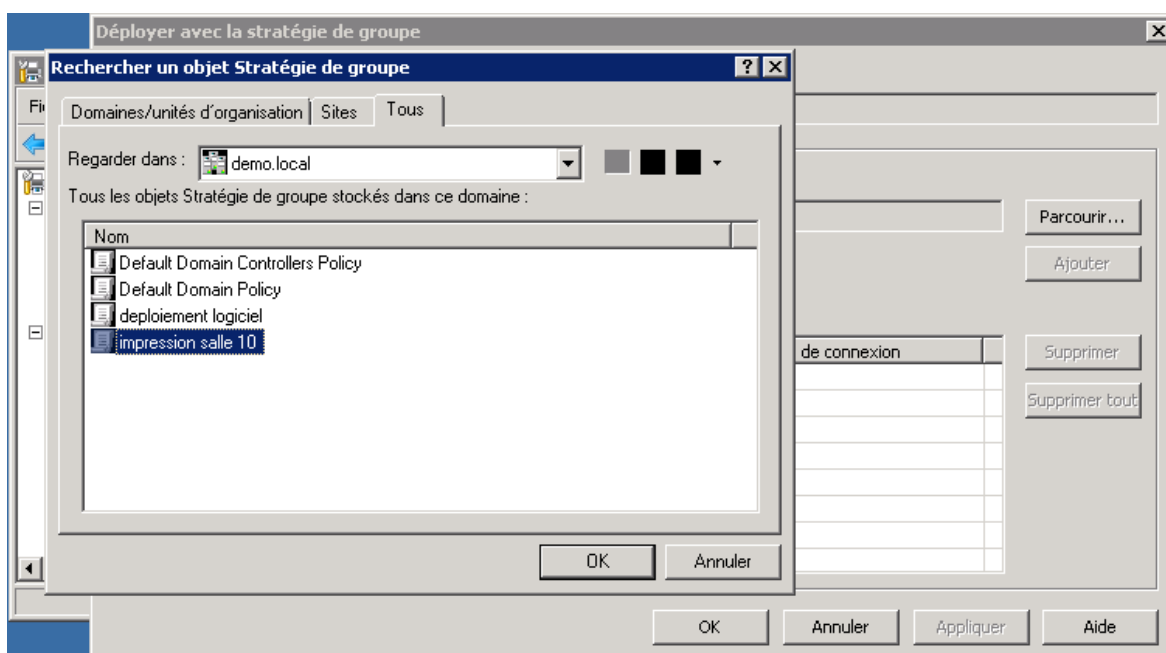 Déployer avec la stratégie de groupe
Rechercher un objet Stratégie de groupe
Domaines/unités d'organisation Sites Tous
Regarder dans : demo.local
Tous les objets Stratégie de groupe stockés dans ce domaine :
Nom
Default Domain Controllers Policy
Default Domain Policy
deploiement logiciel
impression salle 10
OK Annuler
Parcourir...
Ajouter
de connexion
Supprimer
Supprimer tout
OK Annuler Appliquer Aide